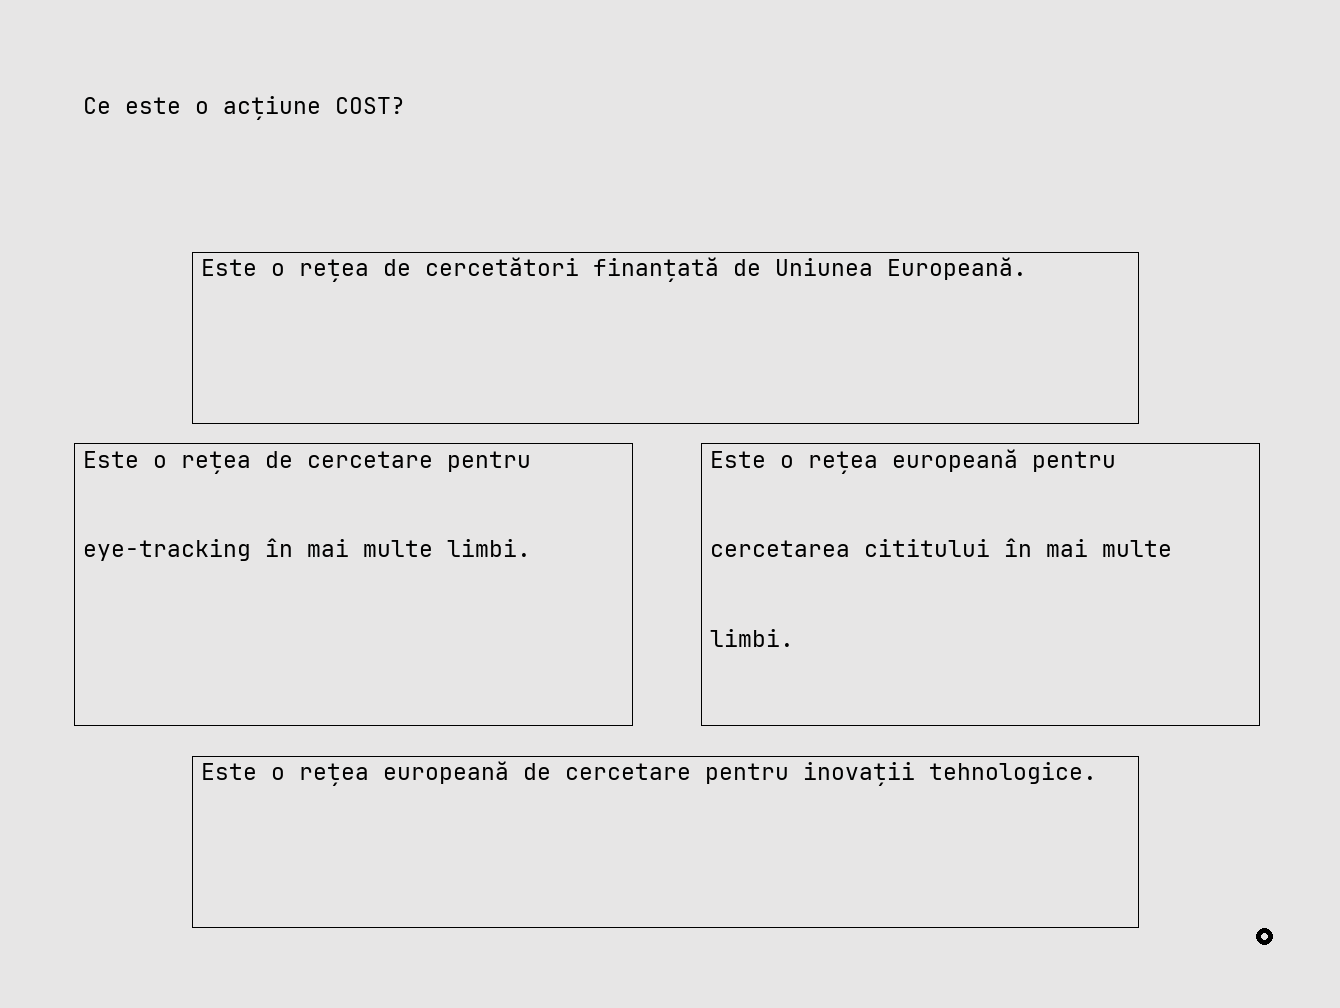 Ce este o acțiune COST?
Este o rețea de cercetători finanțată de Uniunea Europeană.
Este o rețea de cercetare pentru
eye-tracking în mai multe limbi.
Este o rețea europeană pentru
cercetarea cititului în mai multe
limbi.
Este o rețea europeană de cercetare pentru inovații tehnologice.